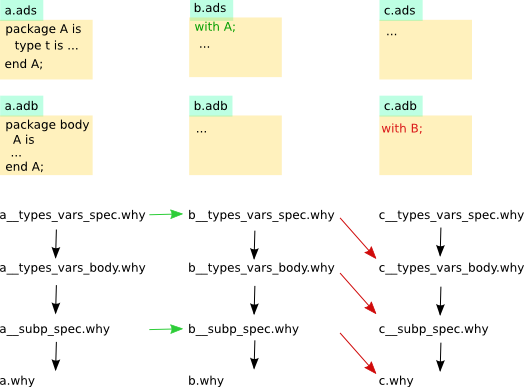 a.ads
package A is
type t is ...
end A;
b.ads
with A;
...
c.ads
...
a.adb
package body
A is
...
end A;
b.adb
...
c.adb
with B;
a__types_vars_spec.why
b__types_vars_spec.why
c__types_vars_spec.why
a__types_vars_body.why
b__types_vars_body.why
c__types_vars_body.why
a__subp_spec.why
b__subp_spec.why
c__subp_spec.why
a.why
b.why
c.why